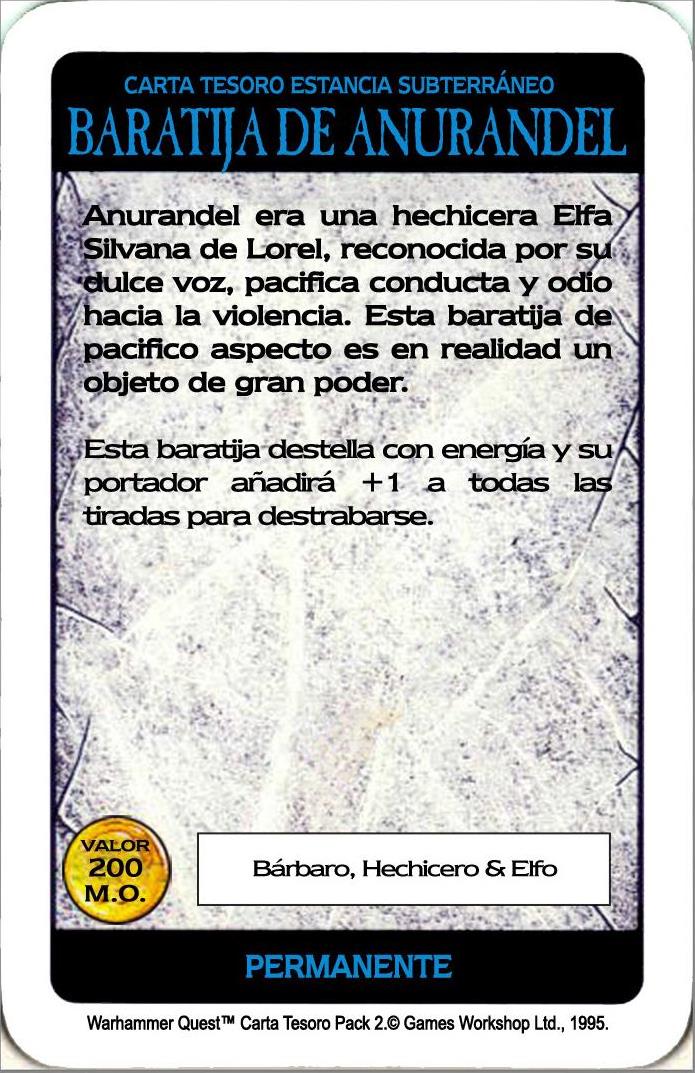 CARTA TESORO ESTANCIA SUBTERRÁNEO
BARATIJA DE ANURANDEL
Anurandel era una hechicera Elfa
Silvana de Lorel, reconocida por su
dulce voz, pacifica conducta y odio
hacia la violencia. Esta baratija de
pacifico aspecto es en realidad un
objeto de gran poder.
Esta baratija destella con energía y su
portador añadirá +1 a todas las
tiradas para destrabarse.
VALOR
200
M.O.
Bárbaro, Hechicero & Elfo
PERMANENTE
Warhammer Quest™ Carta Tesoro Pack 2.© Games Workshop Ltd., 1995.